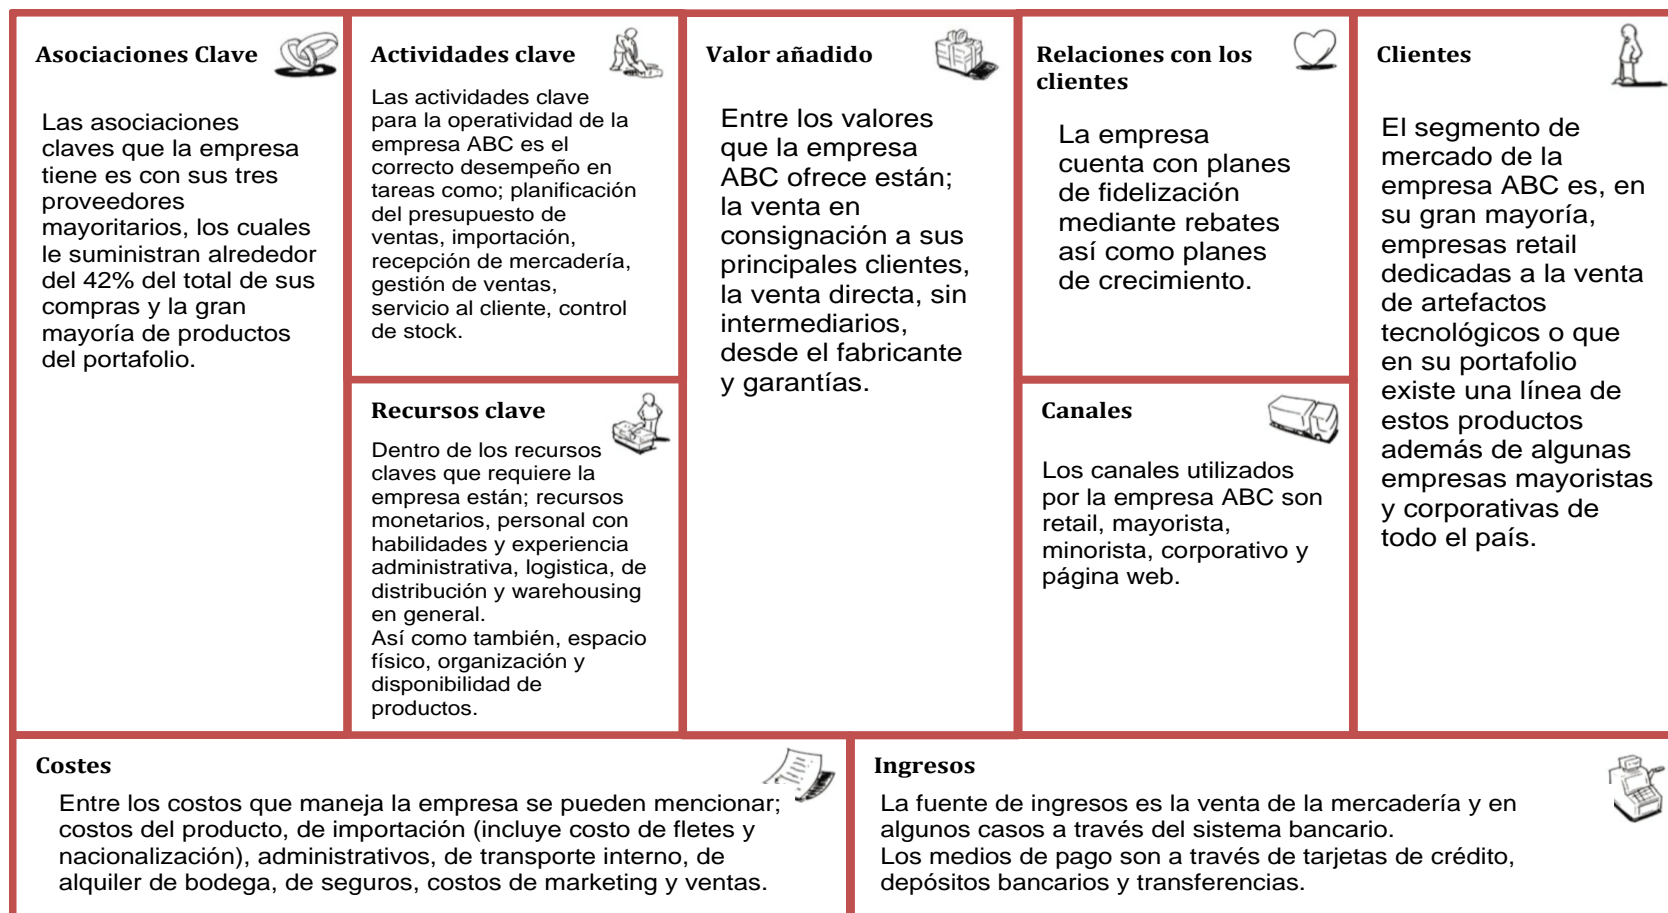 Asociaciones Clave
Las asociaciones
claves que la empresa
tiene es con sus tres
proveedores
mayoritarios, los cuales
le suministran alrededor
del 42% del total de sus
compras y la gran
mayoría de productos
del portafolio.
Actividades clave
Las actividades clave
para la operatividad de la
empresa ABC es el
correcto desempeño en
tareas como; planificación
del presupuesto de
ventas, importación,
recepción de mercadería,
gestión de ventas,
servicio al cliente, control
de stock.
Recursos clave
Dentro de los recursos
claves que requiere la
empresa están; recursos
monetarios, personal con
habilidades y experiencia
administrativa, logistica, de
distribución y warehousing
en general.
Así como también, espacio
físico, organización y
disponibilidad de
productos.
Valor añadido
Entre los valores
que la empresa
ABC ofrece están;
la venta en
consignación a sus
principales clientes,
la venta directa, sin
intermediarios,
desde el fabricante
y garantías.
Relaciones con los
clientes
La empresa
cuenta con planes
de fidelización
mediante rebates
así como planes
de crecimiento.
Canales
Los canales utilizados
por la empresa ABC son
retail, mayorista,
minorista, corporativo y
página web.
Clientes
El segmento de
mercado de la
empresa ABC es, en
su gran mayoría,
empresas retail
dedicadas a la venta
de artefactos
tecnológicos o que
en su portafolio
existe una línea de
estos productos
además de algunas
empresas mayoristas
y corporativas de
todo el país.
Costes
Entre los costos que maneja la empresa se pueden mencionar;
costos del producto, de importación (incluye costo de fletes y
nacionalización), administrativos, de transporte interno, de
alquiler de bodega, de seguros, costos de marketing y ventas.
Ingresos
La fuente de ingresos es la venta de la mercadería y en
algunos casos a través del sistema bancario.
Los medios de pago son a través de tarjetas de crédito,
depósitos bancarios y transferencias.